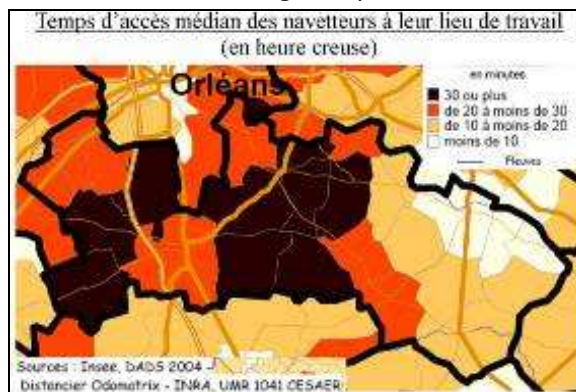 Temps d'accès médian des navetteurs à leur lieu de travail
(en heure creuse)
Orléans
en minutes
30 ou plus
de 20 à moins de 30
de 10 à moins de 20
moins de 10
Fleuves
Sources : Insee, DADS 2004
Distancier Odomatrix - INRA, UMR 1041 CESAER